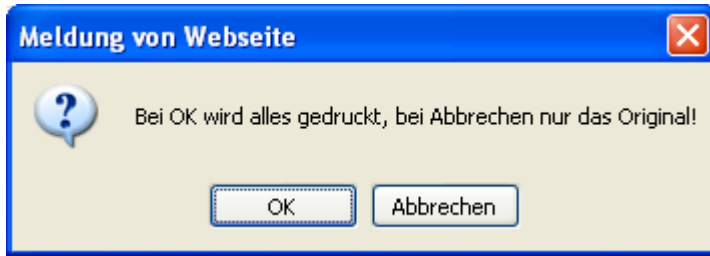 Meldung von Webseite
Bei OK wird alles gedruckt, bei Abbrechen nur das Original!
OK
Abbrechen